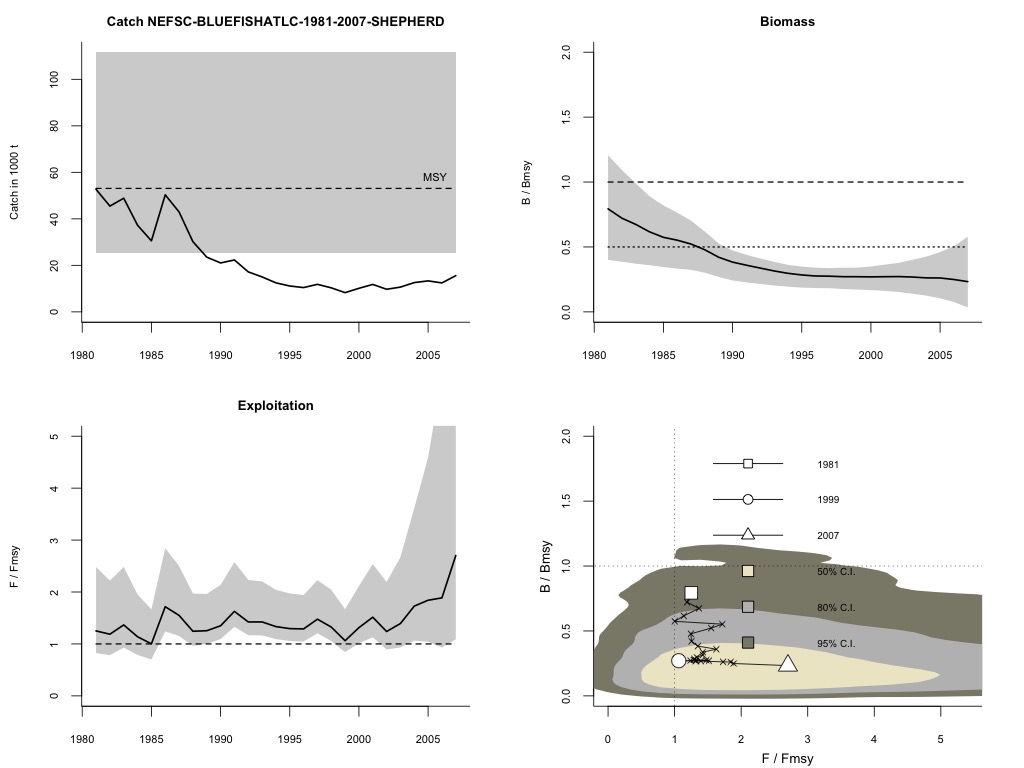 Catch NEFSC-BLUEFISHATLC-1981-2007-SHEPHERD
Catch in 1000 t
0 20 40 60 80 100
MSY
1980 1985 1990 1995 2000 2005
Biomass
B / Bmsy
0.0 0.5 1.0 1.5 2.0
1980 1985 1990 1995 2000 2005
Exploitation
F / Fmsy
0 1 2 3 4 5
1980 1985 1990 1995 2000 2005
B / Bmsy
0.0 0.5 1.0 1.5 2.0
1981
1999
2007
50% C.I.
80% C.I.
95% C.I.
0 1 2 3 4 5
F / Fmsy